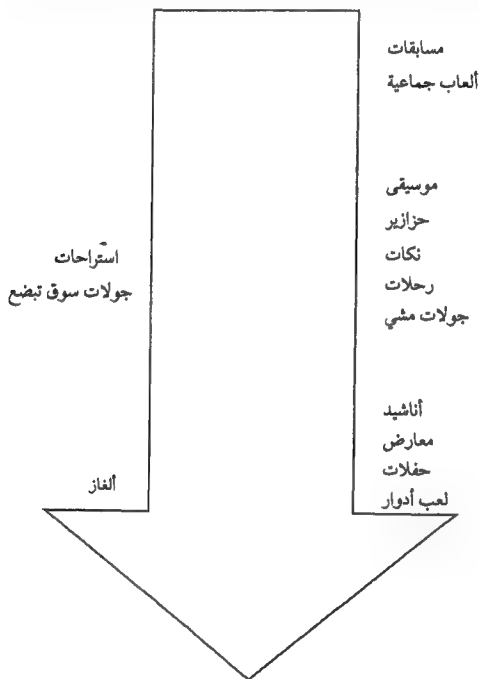 مسابقات
ألعاب جماعية
موسيقى
حزازير
نكات
رحلات
جولات مشي
أناشيد
معارض
حفلات
لعب أدوار
استراحات
جولات سوق تبضع
ألغاز